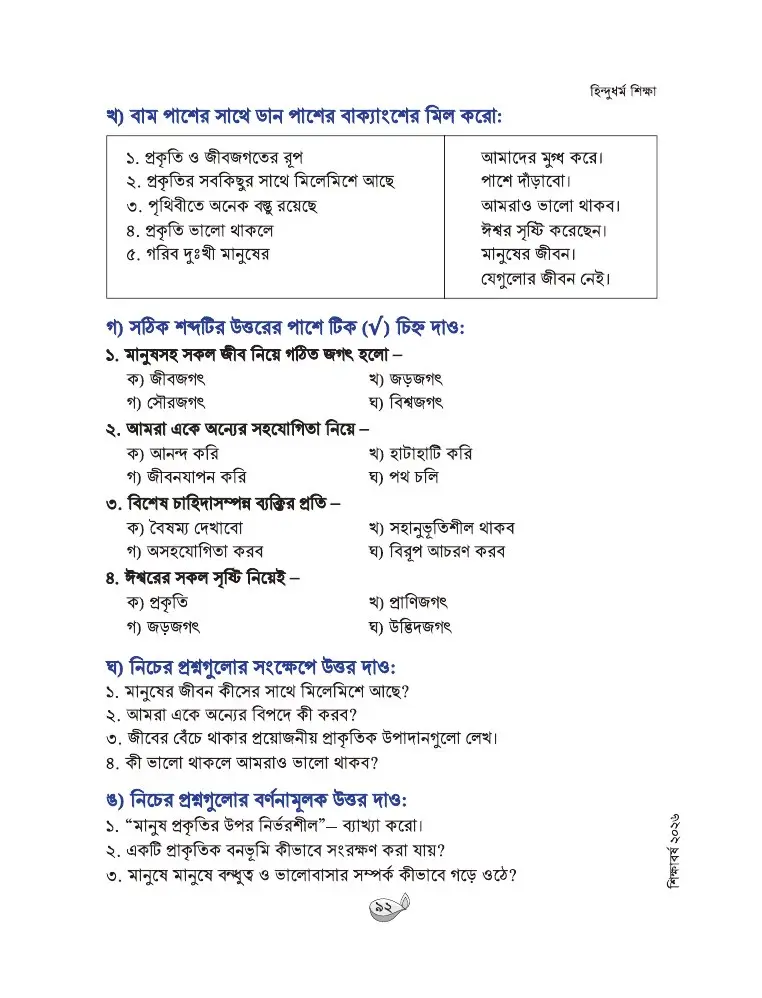 হিন্দুধর্ম শিক্ষা
খ) বাম পাশের সাথে ডান পাশের বাক্যাংশের মিল করো:
১. প্রকৃতি ও জীবজগতের রূপ
২. প্রকৃতির সবকিছুর সাথে মিলেমিশে আছে
৩. পৃথিবীতে অনেক বস্তু রয়েছে
৪. প্রকৃতি ভালো থাকলে
৫. গরিব দুঃখী মানুষের
আমাদের মুগ্ধ করে।
পাশে দাঁড়াবো।
আমরাও ভালো থাকব।
ঈশ্বর সৃষ্টি করেছেন।
মানুষের জীবন।
যেগুলোর জীবন নেই।
গ) সঠিক শব্দটির উত্তরের পাশে টিক (√) চিহ্ন দাও:
১. মানুষসহ সকল জীব নিয়ে গঠিত জগৎ হলো –
ক) জীবজগৎ খ) জড়জগৎ
গ) সৌরজগৎ ঘ) বিশ্বজগৎ
২. আমরা একে অন্যের সহযোগিতা নিয়ে –
ক) আনন্দ করি খ) হাটাহাটি করি
গ) জীবনযাপন করি ঘ) পথ চলি
৩. বিশেষ চাহিদাসম্পন্ন ব্যক্তির প্রতি –
ক) বৈষম্য দেখাবো খ) সহানুভূতিশীল থাকব
গ) অসহযোগিতা করব ঘ) বিরূপ আচরণ করব
৪. ঈশ্বরের সকল সৃষ্টি নিয়েই –
ক) প্রকৃতি খ) প্রাণিজগৎ
গ) জড়জগৎ ঘ) উদ্ভিদজগৎ
ঘ) নিচের প্রশ্নগুলোর সংক্ষেপে উত্তর দাও:
১. মানুষের জীবন কীসের সাথে মিলেমিশে আছে?
২. আমরা একে অন্যের বিপদে কী করব?
৩. জীবের বেঁচে থাকার প্রয়োজনীয় প্রাকৃতিক উপাদানগুলো লেখ।
৪. কী ভালো থাকলে আমরাও ভালো থাকব?
ঙ) নিচের প্রশ্নগুলোর বর্ণনামূলক উত্তর দাও:
১. “মানুষ প্রকৃতির উপর নির্ভরশীল”– ব্যাখ্যা করো।
২. একটি প্রাকৃতিক বনভূমি কীভাবে সংরক্ষণ করা যায়?
৩. মানুষে মানুষে বন্ধুত্ব ও ভালোবাসার সম্পর্ক কীভাবে গড়ে ওঠে?
৯২
শিক্ষাবর্ষ ২০২৬